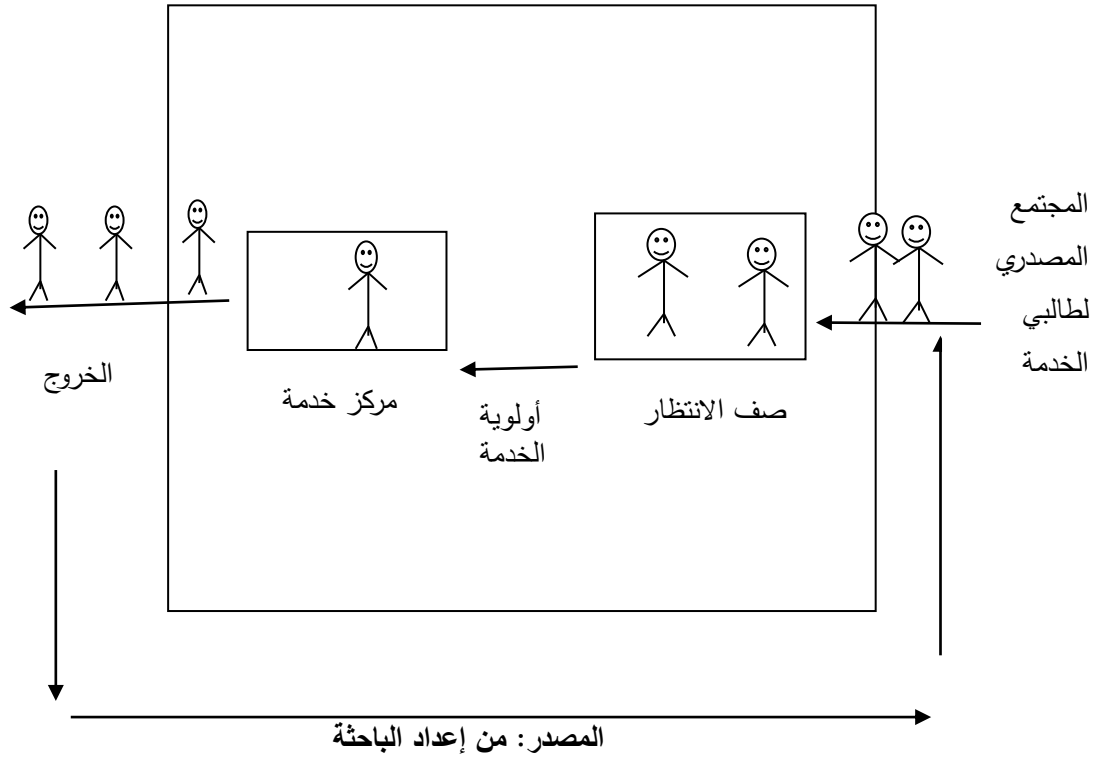 المجتمع
المصدري
لطالبي
الخدمة
صف الانتظار
أولوية
الخدمة
مركز خدمة
الخروج
المصدر: من إعداد الباحثة